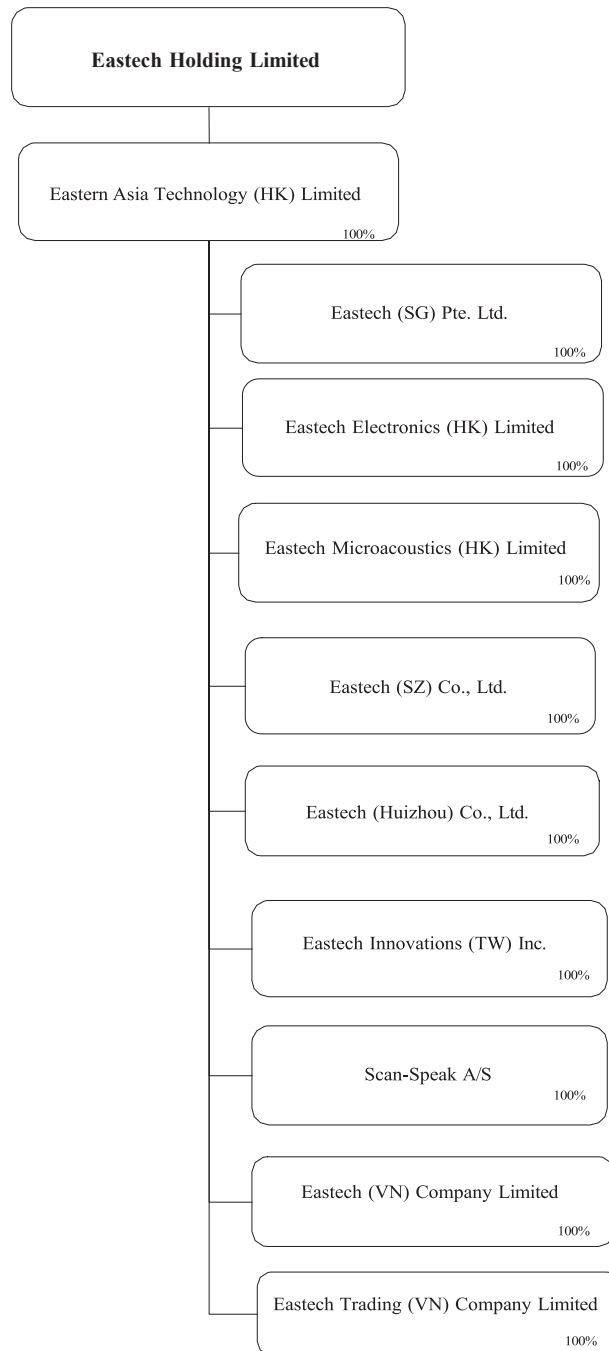 Eastech Holding Limited
Eastern Asia Technology (HK) Limited
100%
Eastech (SG) Pte. Ltd.
100%
Eastech Electronics (HK) Limited
100%
Eastech Microacoustics (HK) Limited
100%
Eastech (SZ) Co., Ltd.
100%
Eastech (Huizhou) Co., Ltd.
100%
Eastech Innovations (TW) Inc.
100%
Scan-Speak A/S
100%
Eastech (VN) Company Limited
100%
Eastech Trading (VN) Company Limited
100%